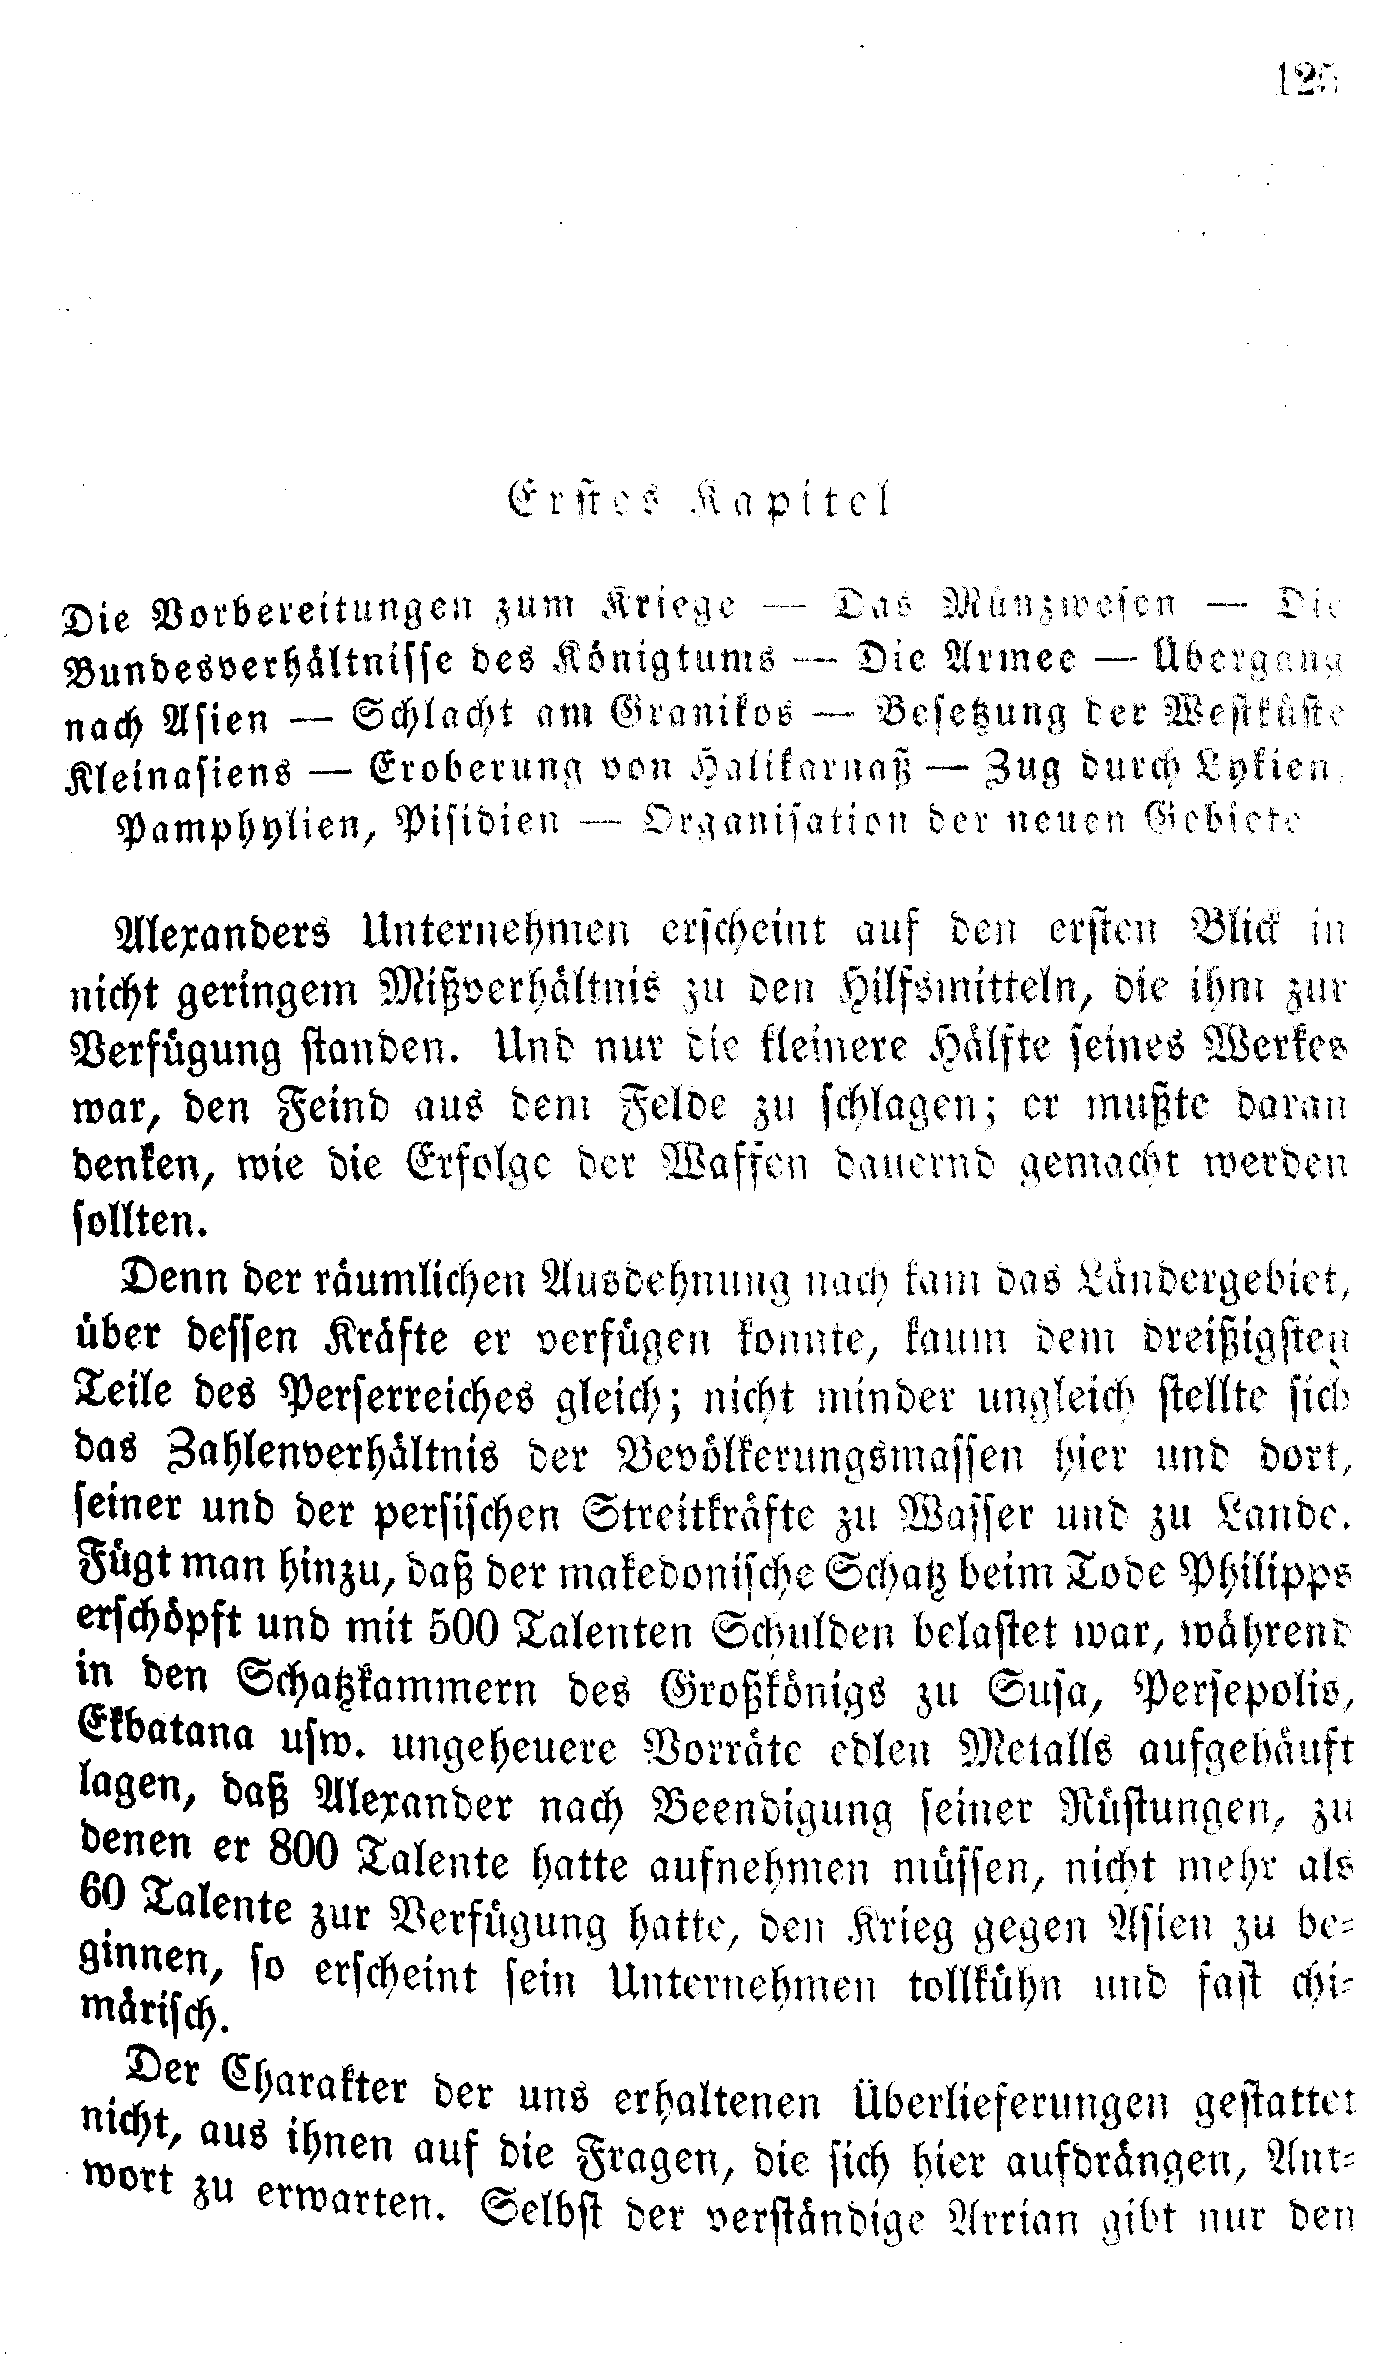 Erstes Kapitel
Die Vorbereitungen zum Kriege — Das Münzwesen — Die
Bundesverhältnisse des Königtums — Die Armee — Übergang
nach Asien — Schlacht am Granikos — Besetzung der Westküste
Kleinasiens — Eroberung von Halikarnaß — Zug durch Lykien,
Pamphylien, Pisidien — Organisation der neuen Gebiete
Alexanders Unternehmen erscheint auf den ersten Blick in
nicht geringem Mißverhältnis zu den Hilfsmitteln, die ihm zur
Verfügung standen. Und nur die kleinere Hälfte seines Werkes
war, den Feind aus dem Felde zu schlagen; er mußte daran
denken, wie die Erfolge der Waffen dauernd gemacht werden
sollten.
Denn der räumlichen Ausdehnung nach kam das Ländergebiet,
über dessen Kräfte er verfügen konnte, kaum dem dreißigsten
Teile des Perserreiches gleich; nicht minder ungleich stellte sich
das Zahlenverhältnis der Bevölkerungsmassen hier und dort,
seiner und der persischen Streitkräfte zu Wasser und zu Lande.
Fügt man hinzu, daß der makedonische Schatz beim Tode Philipps
erschöpft und mit 500 Talenten Schulden belastet war, während
in den Schatzkammern des Großkönigs zu Susa, Persepolis,
Ekbatana usw. ungeheuere Vorräte edlen Metalls aufgehäuft
lagen, daß Alexander nach Beendigung seiner Rüstungen, zu
denen er 800 Talente hatte aufnehmen müssen, nicht mehr als
60 Talente zur Verfügung hatte, den Krieg gegen Asien zu be-
ginnen, so erscheint sein Unternehmen tollkühn und fast chi-
märisch.
Der Charakter der uns erhaltenen Überlieferungen gestattet
nicht, aus ihnen auf die Fragen, die sich hier aufdrängen, Ant-
wort zu erwarten. Selbst der verständige Arrian gibt nur den